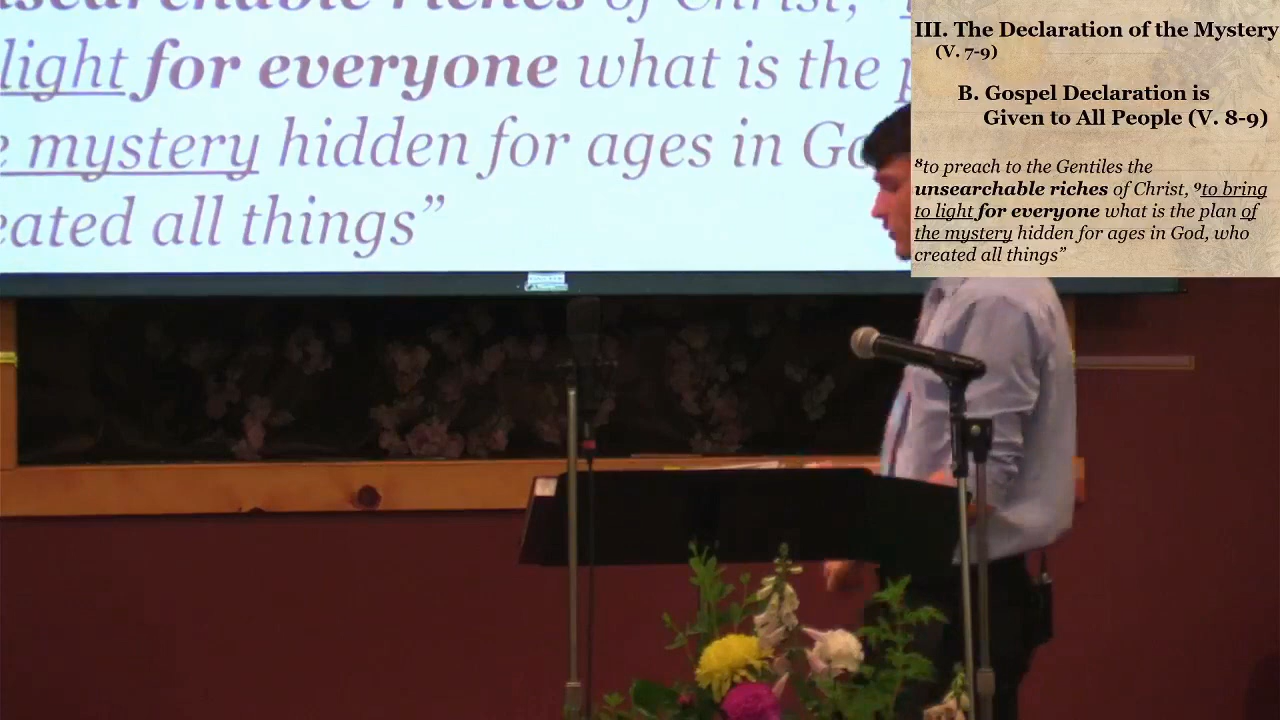 riches of Christ,
light for everyone what is the
mystery hidden for ages in
all things”
III. The Declaration of the Mystery
(V. 7-9)
B. Gospel Declaration is
Given to All People (V. 8-9)
⁸to preach to the Gentiles the
unsearchable riches of Christ, ⁹to bring
to light for everyone what is the plan of
the mystery hidden for ages in God, who
created all things”